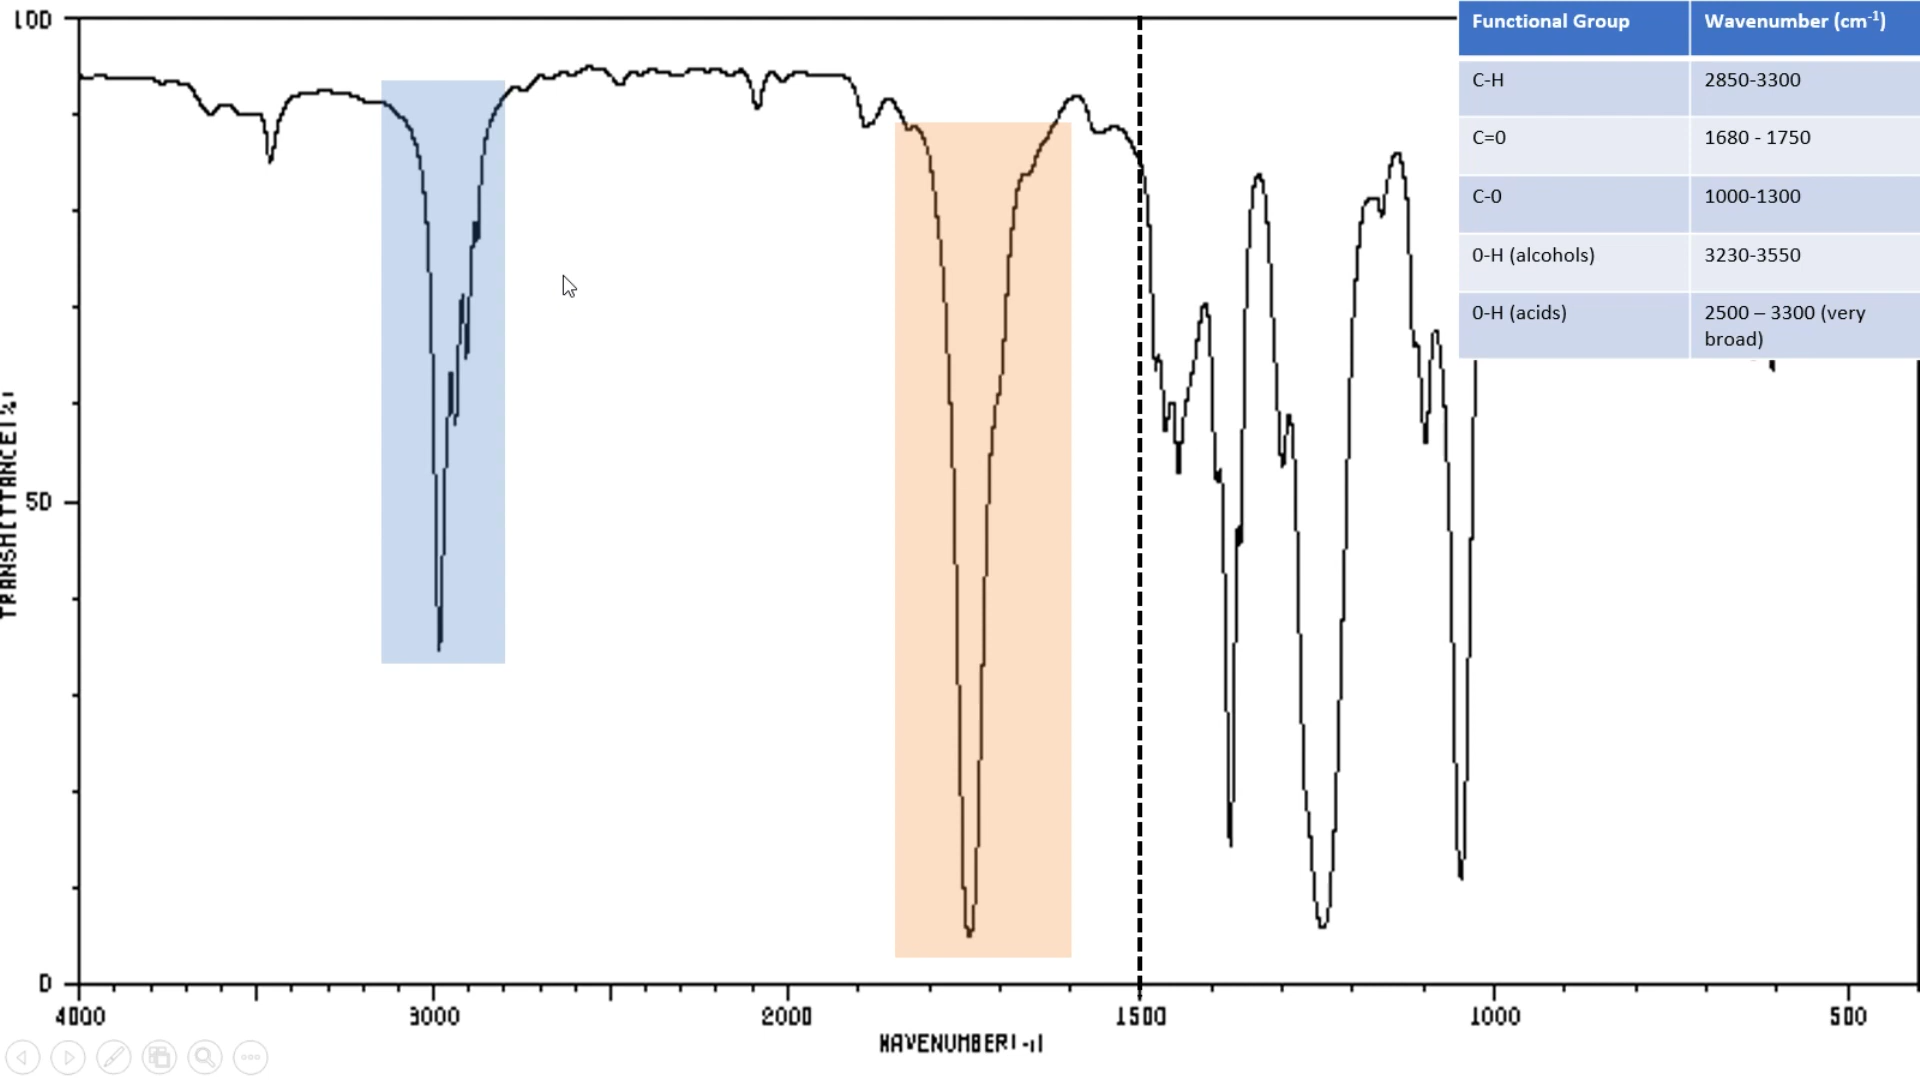 100
Functional Group Wavenumber (cm-1)
C-H 2850-3300
C=0 1680 - 1750
C-0 1000-1300
0-H (alcohols) 3230-3550
0-H (acids) 2500 – 3300 (very
broad)
TRANSMITTANCE
50
0
4000 3000 2000 1500 1000 500
WAVENUMBER